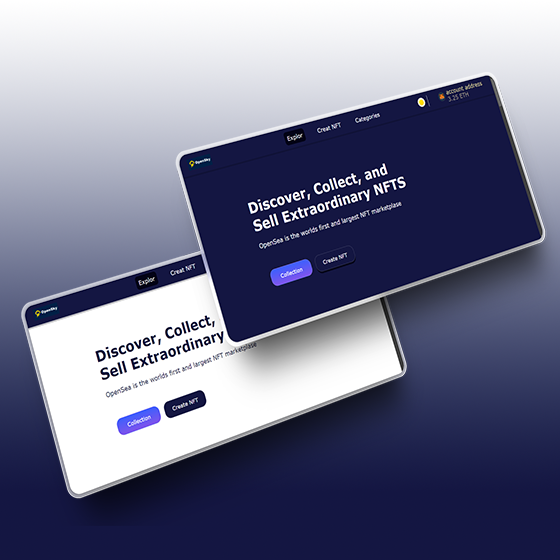 OpenSky
Explor
Creat NFT
Categories
account address
3.25 ETH
Discover, Collect, and
Sell Extraordinary NFTS
OpenSea is the worlds first and largest NFT marketplase
Collection
Create NFT
OpenSky
Explor
Creat NFT
Discover, Collect,
Sell Extraordinary
OpenSea is the worlds first and largest NFT marketplase
Collection
Create NFT